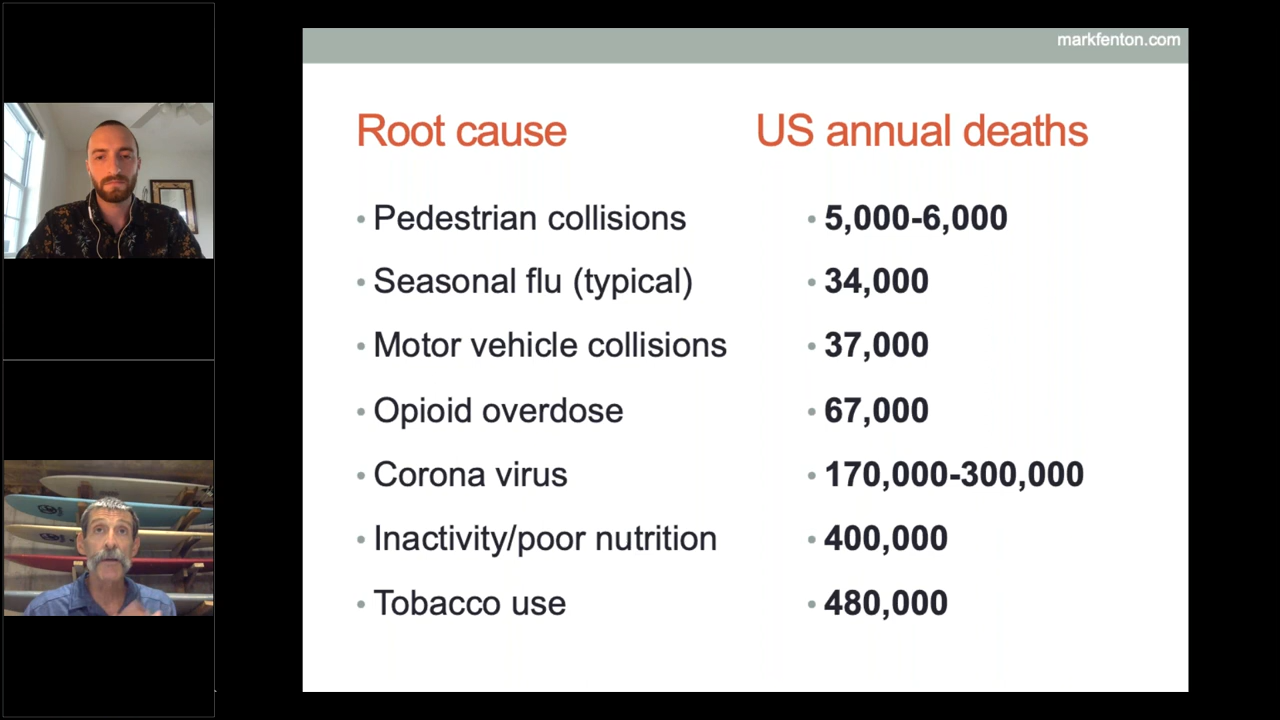 markfenton.com
Root cause US annual deaths
• Pedestrian collisions • 5,000-6,000
• Seasonal flu (typical) • 34,000
• Motor vehicle collisions • 37,000
• Opioid overdose • 67,000
• Corona virus • 170,000-300,000
• Inactivity/poor nutrition • 400,000
• Tobacco use • 480,000